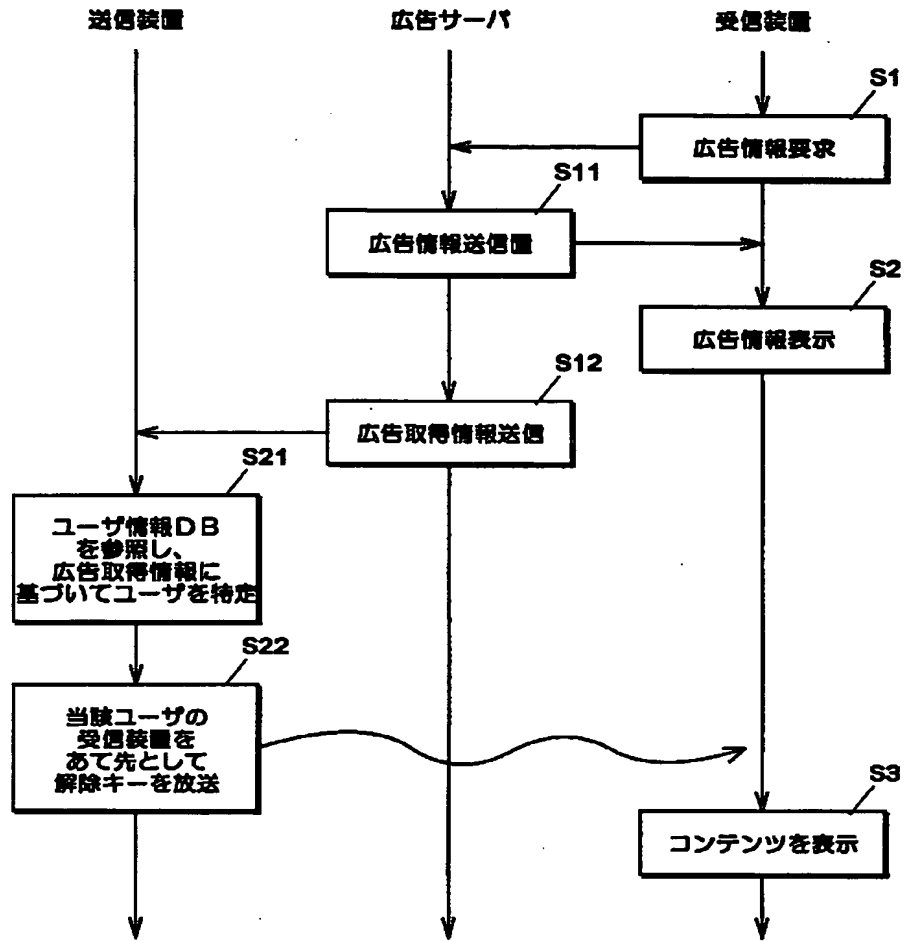 送信装置
広告サーバ
受信装置
S1
広告情報要求
S11
広告情報送信置
S2
広告情報表示
S12
広告取得情報送信
S21
ユーザ情報DB
を参照し、
広告取得情報に
基づいてユーザを特定
S22
当該ユーザの
受信装置を
あて先として
解除キーを放送
S3
コンテンツを表示